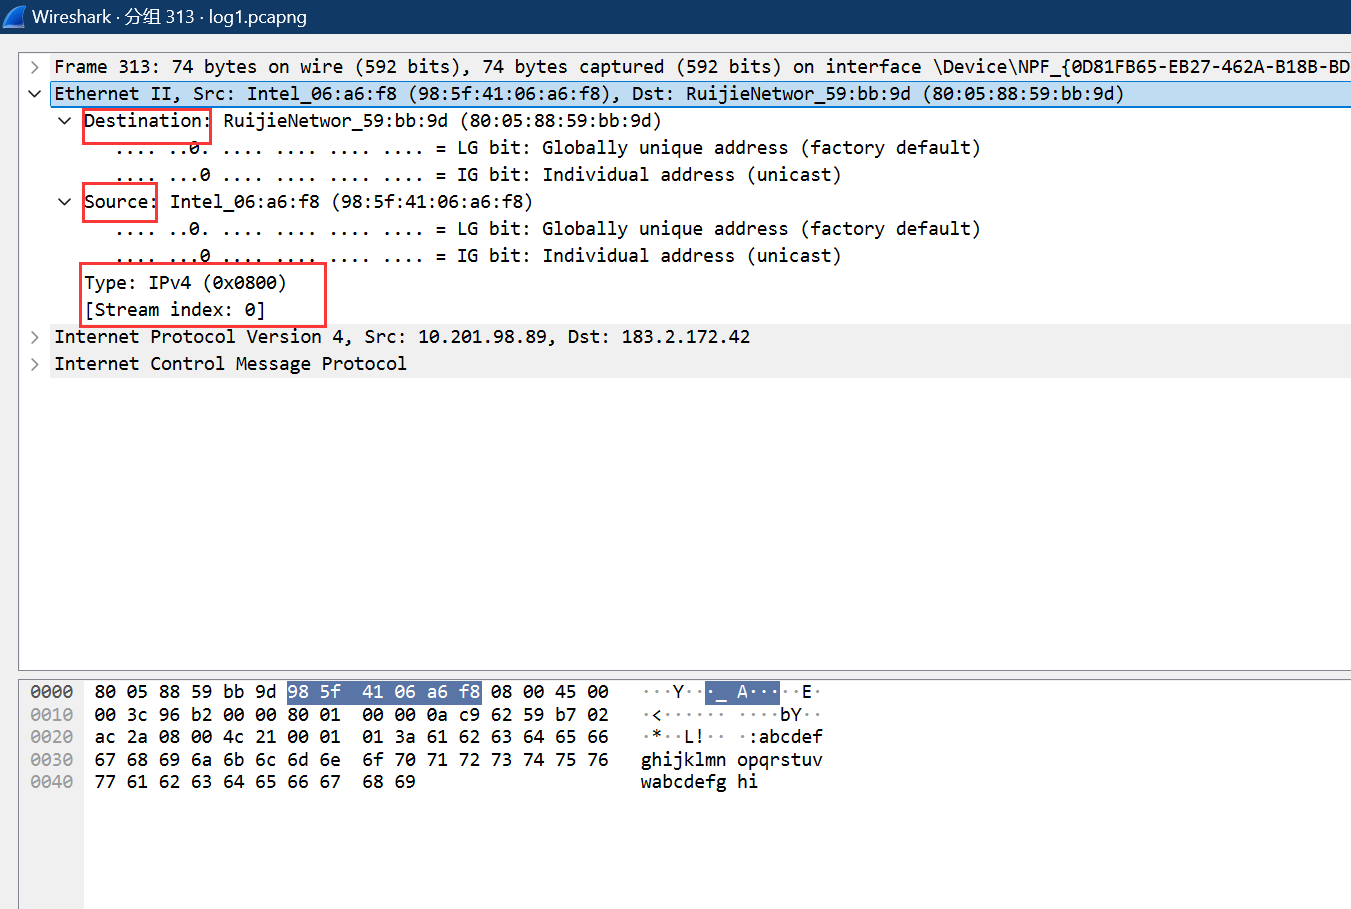 Wireshark · 分组 313 · log1.pcapng
Frame 313: 74 bytes on wire (592 bits), 74 bytes captured (592 bits) on interface \Device\NPF_{0D81FB65-EB27-462A-B18B-BD
Ethernet II, Src: Intel_06:a6:f8 (98:5f:41:06:a6:f8), Dst: RuijieNetwor_59:bb:9d (80:05:88:59:bb:9d)
Destination: RuijieNetwor_59:bb:9d (80:05:88:59:bb:9d)
.... ..0. .... .... .... .... = LG bit: Globally unique address (factory default)
.... ...0 .... .... .... .... = IG bit: Individual address (unicast)
Source: Intel_06:a6:f8 (98:5f:41:06:a6:f8)
.... ..0. .... .... .... .... = LG bit: Globally unique address (factory default)
.... ...0 .... .... .... .... = IG bit: Individual address (unicast)
Type: IPv4 (0x0800)
[Stream index: 0]
Internet Protocol Version 4, Src: 10.201.98.89, Dst: 183.2.172.42
Internet Control Message Protocol
0000 80 05 88 59 bb 9d 98 5f 41 06 a6 f8 08 00 45 00 ···Y···_ A·····E·
0010 00 3c 96 b2 00 00 80 01 00 00 0a c9 62 59 b7 02 ·<······ ····bY··
0020 ac 2a 08 00 4c 21 00 01 01 3a 61 62 63 64 65 66 ·*··L!·· ·:abcdef
0030 67 68 69 6a 6b 6c 6d 6e 6f 70 71 72 73 74 75 76 ghijklmn opqrstuv
0040 77 61 62 63 64 65 66 67 68 69 wabcdefg hi